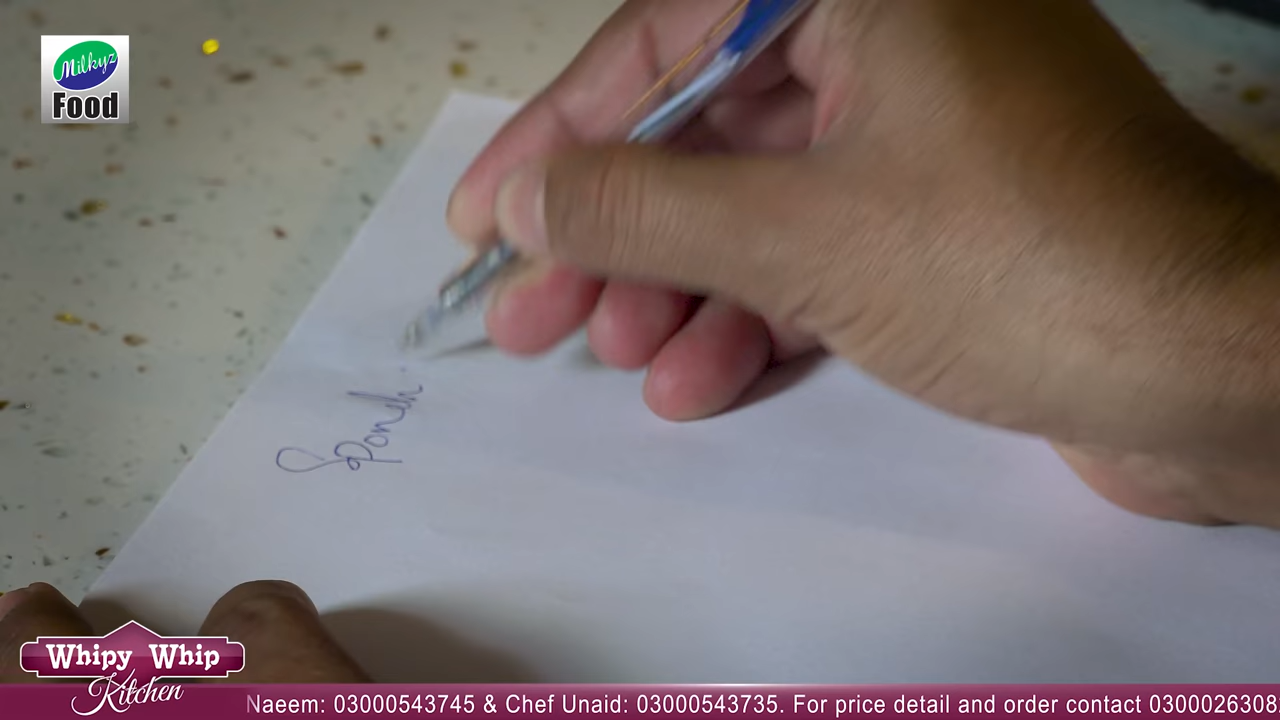 Milkyz
Food
Whipy Whip
Kitchen
Naeem: 03000543745 & Chef Unaid: 03000543735. For price detail and order contact 0300026308